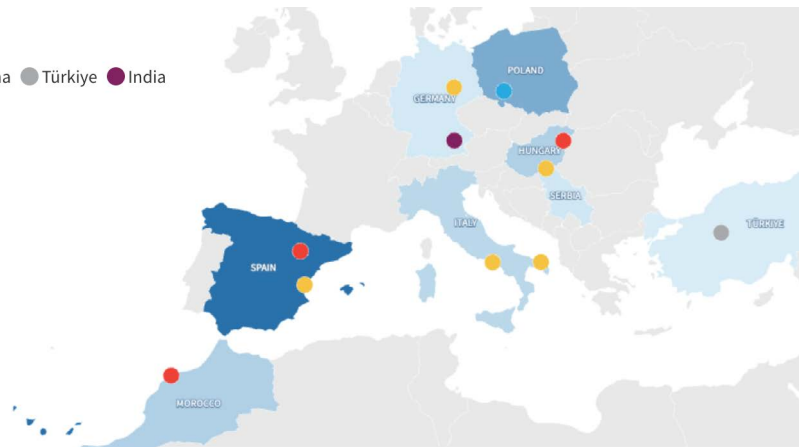 na Türkiye India
POLAND
GERMANY
HUNGARY
SERBIA
ITALY
TÜRKIYE
SPAIN
MOROCCO